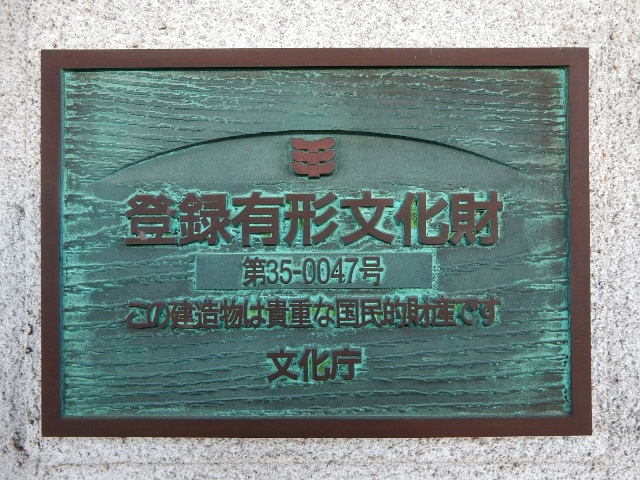 登録有形文化財
第35-0047号
この建造物は貴重な国民的財産です
文化庁